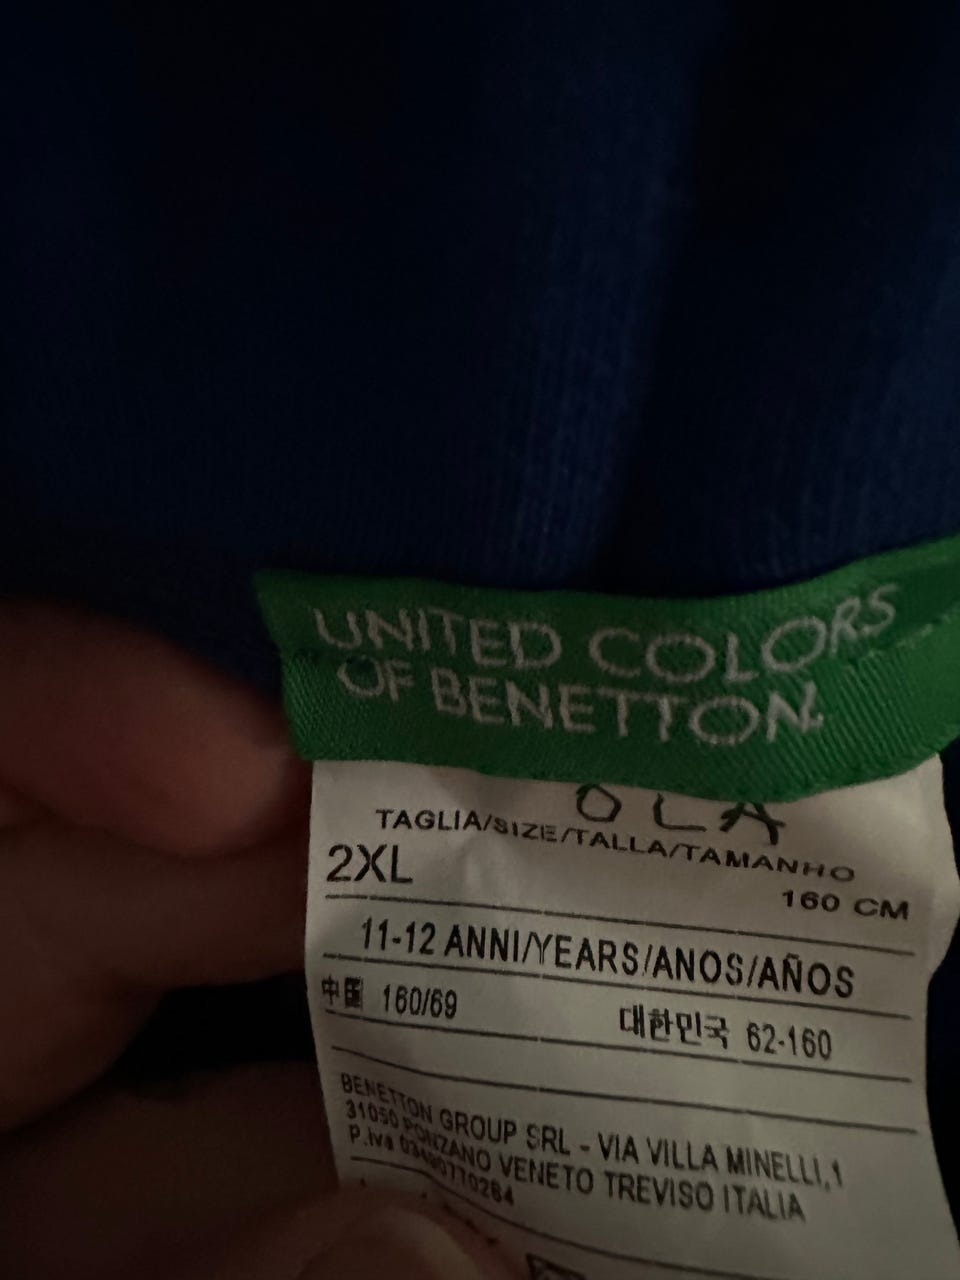 UNITED COLORS
OF BENETTON.
TAGLIA/SIZE/TALLA/TAMANHO
2XL
160 CM
11-12 ANNI/YEARS/ANOS/AÑOS
中国 160/69
대한민국 62-160
BENETTON GROUP SRL - VIA VILLA MINELLI,1
31050 PONZANO VENETO TREVISO ITALIA
P.Iva